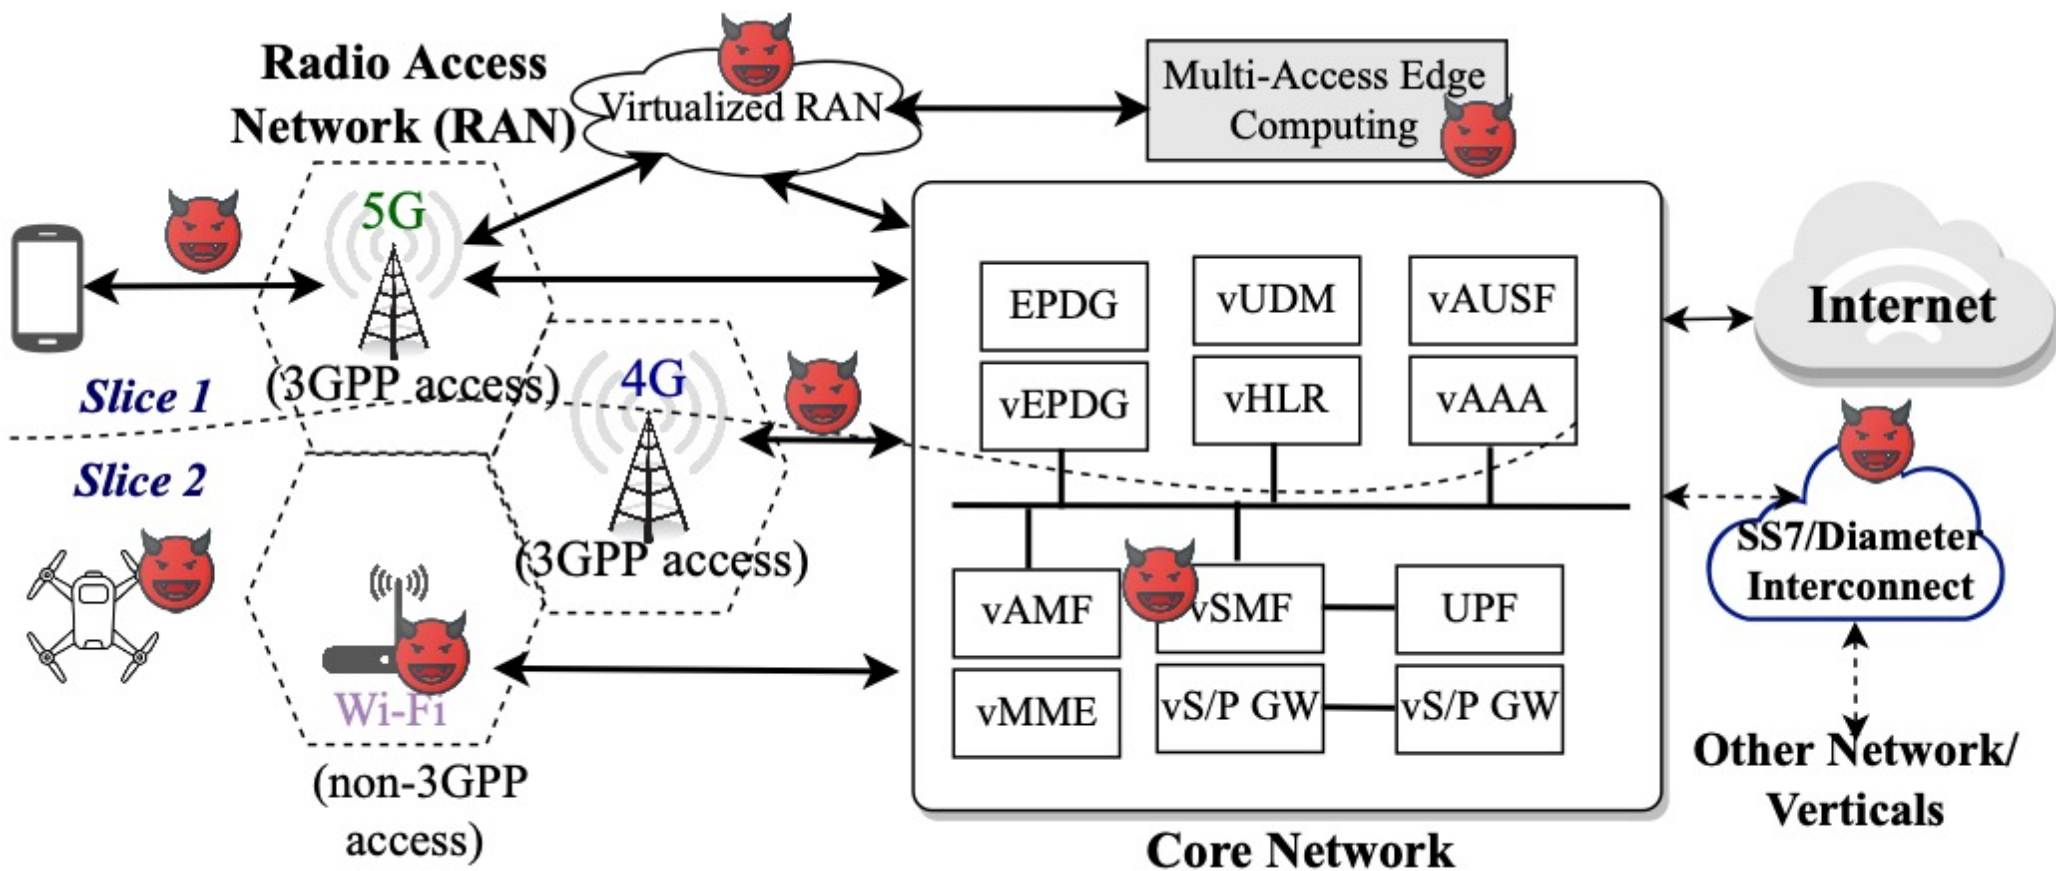 Radio Access
Network (RAN)
Virtualized RAN
Multi-Access Edge
Computing
5G
(3GPP access)
4G
(3GPP access)
Slice 1
Slice 2
Wi-Fi
(non-3GPP
access)
EPDG
vUDM
vAUSF
vEPDG
vHLR
vAAA
vAMF
vSMF
UPF
vMME
vS/P GW
vS/P GW
Core Network
Internet
SS7/Diameter
Interconnect
Other Network/
Verticals